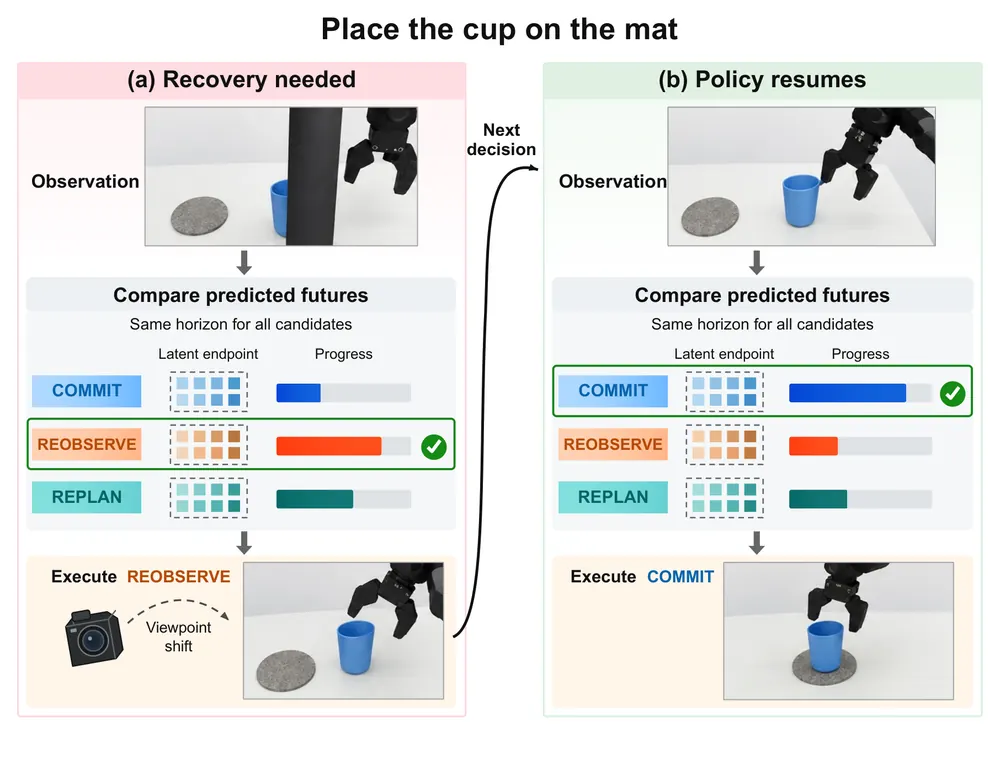 Place the cup on the mat
(a) Recovery needed
Observation
Compare predicted futures
Same horizon for all candidates
Latent endpoint Progress
COMMIT
REOBSERVE
REPLAN
Execute REOBSERVE
Viewpoint
shift
Next
decision
(b) Policy resumes
Observation
Compare predicted futures
Same horizon for all candidates
Latent endpoint Progress
COMMIT
REOBSERVE
REPLAN
Execute COMMIT